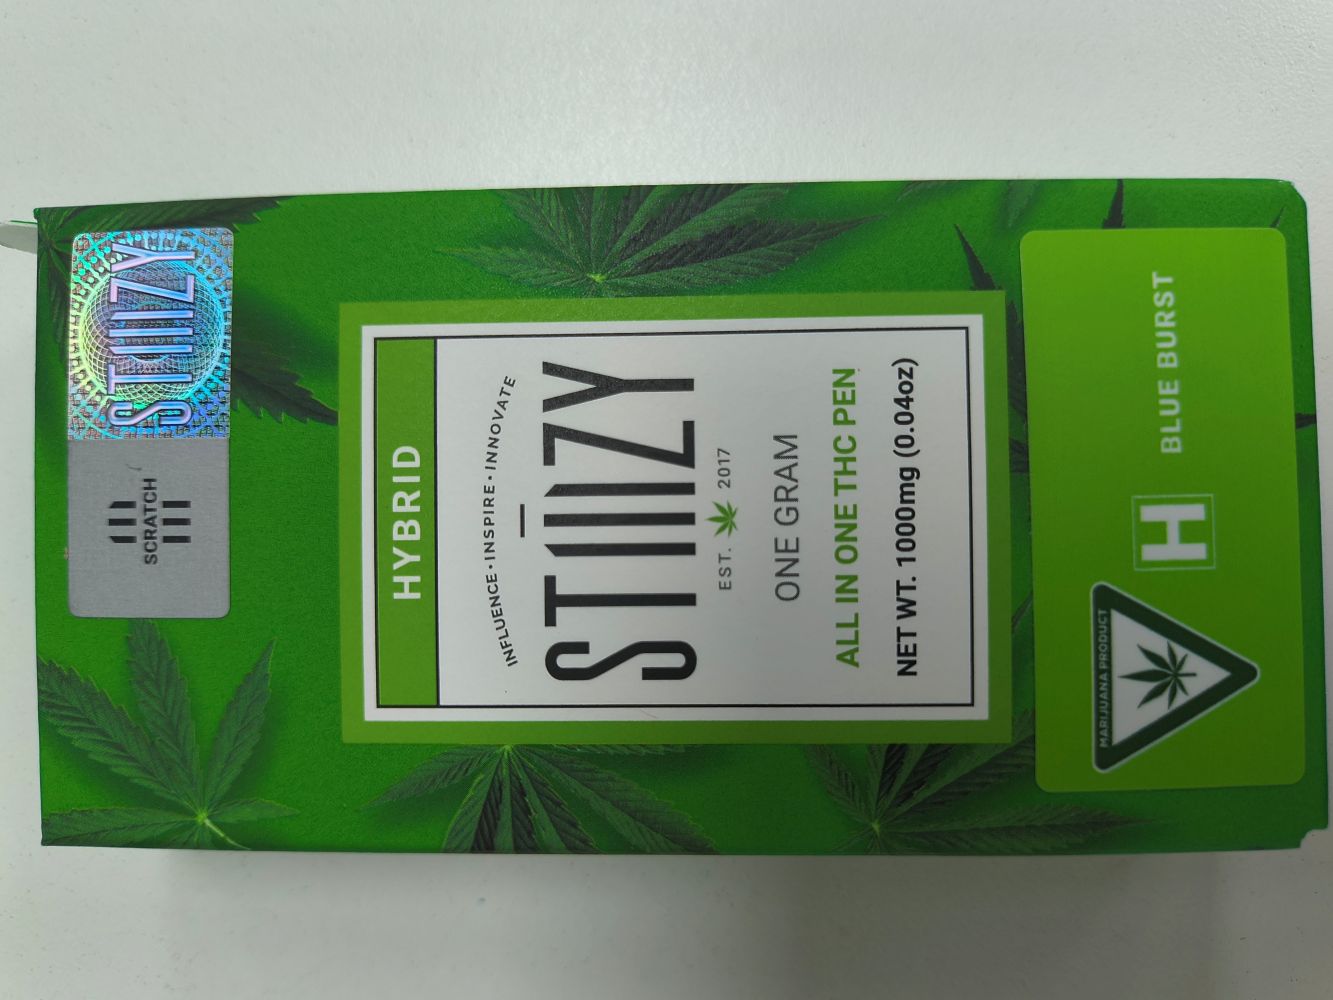 STIIIZY
SCRATCH
HYBRID
INFLUENCE • INSPIRE • INNOVATE
STIIIZY
EST. 2017
ONE GRAM
ALL IN ONE THC PEN
NET WT. 1000mg (0.04oz)
MARIJUANA PRODUCT
H
BLUE BURST